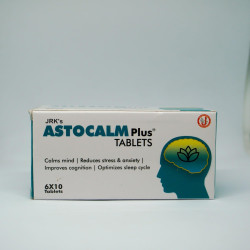 JRK's
ASTOCALM Plus®
TABLETS
Calms mind | Reduces stress & anxiety |
Improves cognition | Optimizes sleep cycle
6X10
Tablets